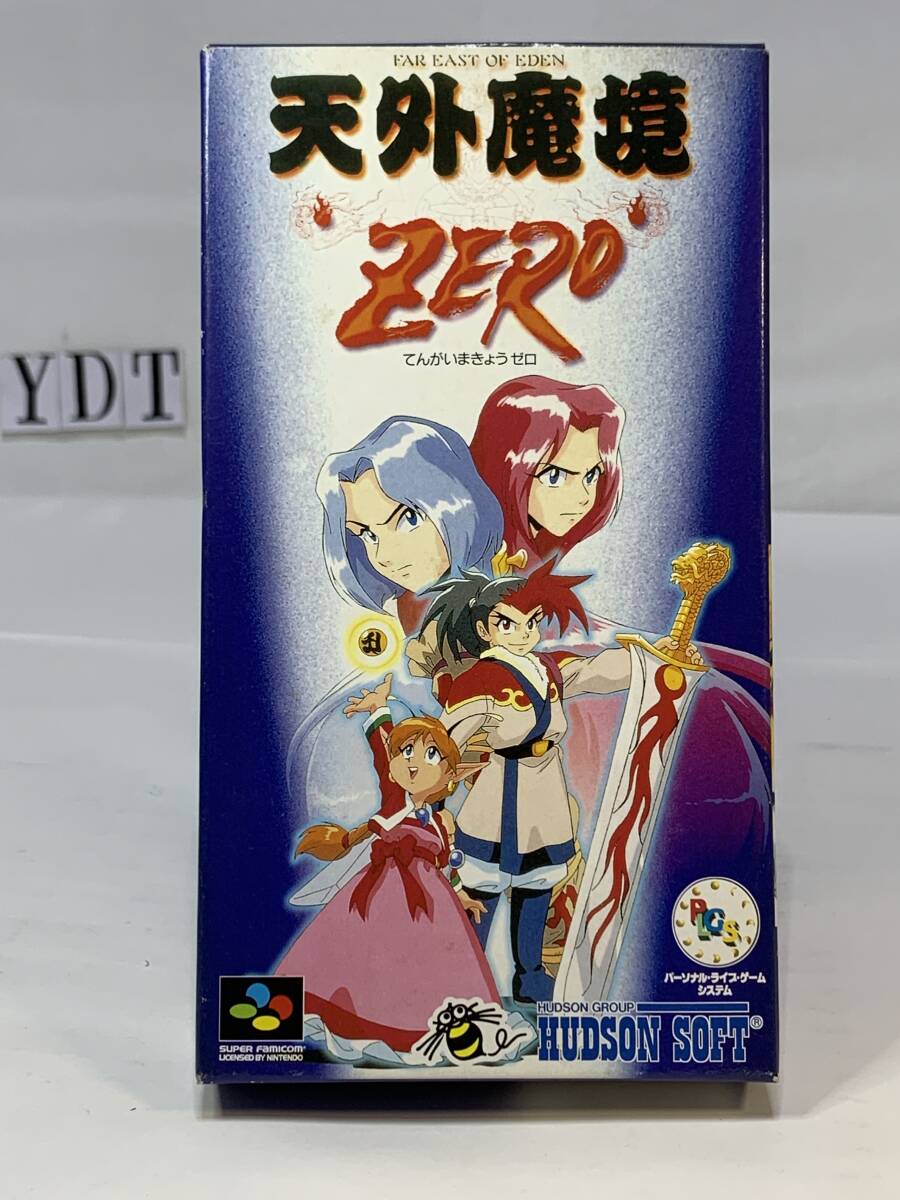 FAR EAST OF EDEN
天外魔境
ZERO
てんがいまきょうゼロ
YDT
PLGS
パーソナル・ライブ・ゲーム
システム
SUPER FAMICOM
LICENSED BY NINTENDO
HUDSON GROUP
HUDSON SOFT®